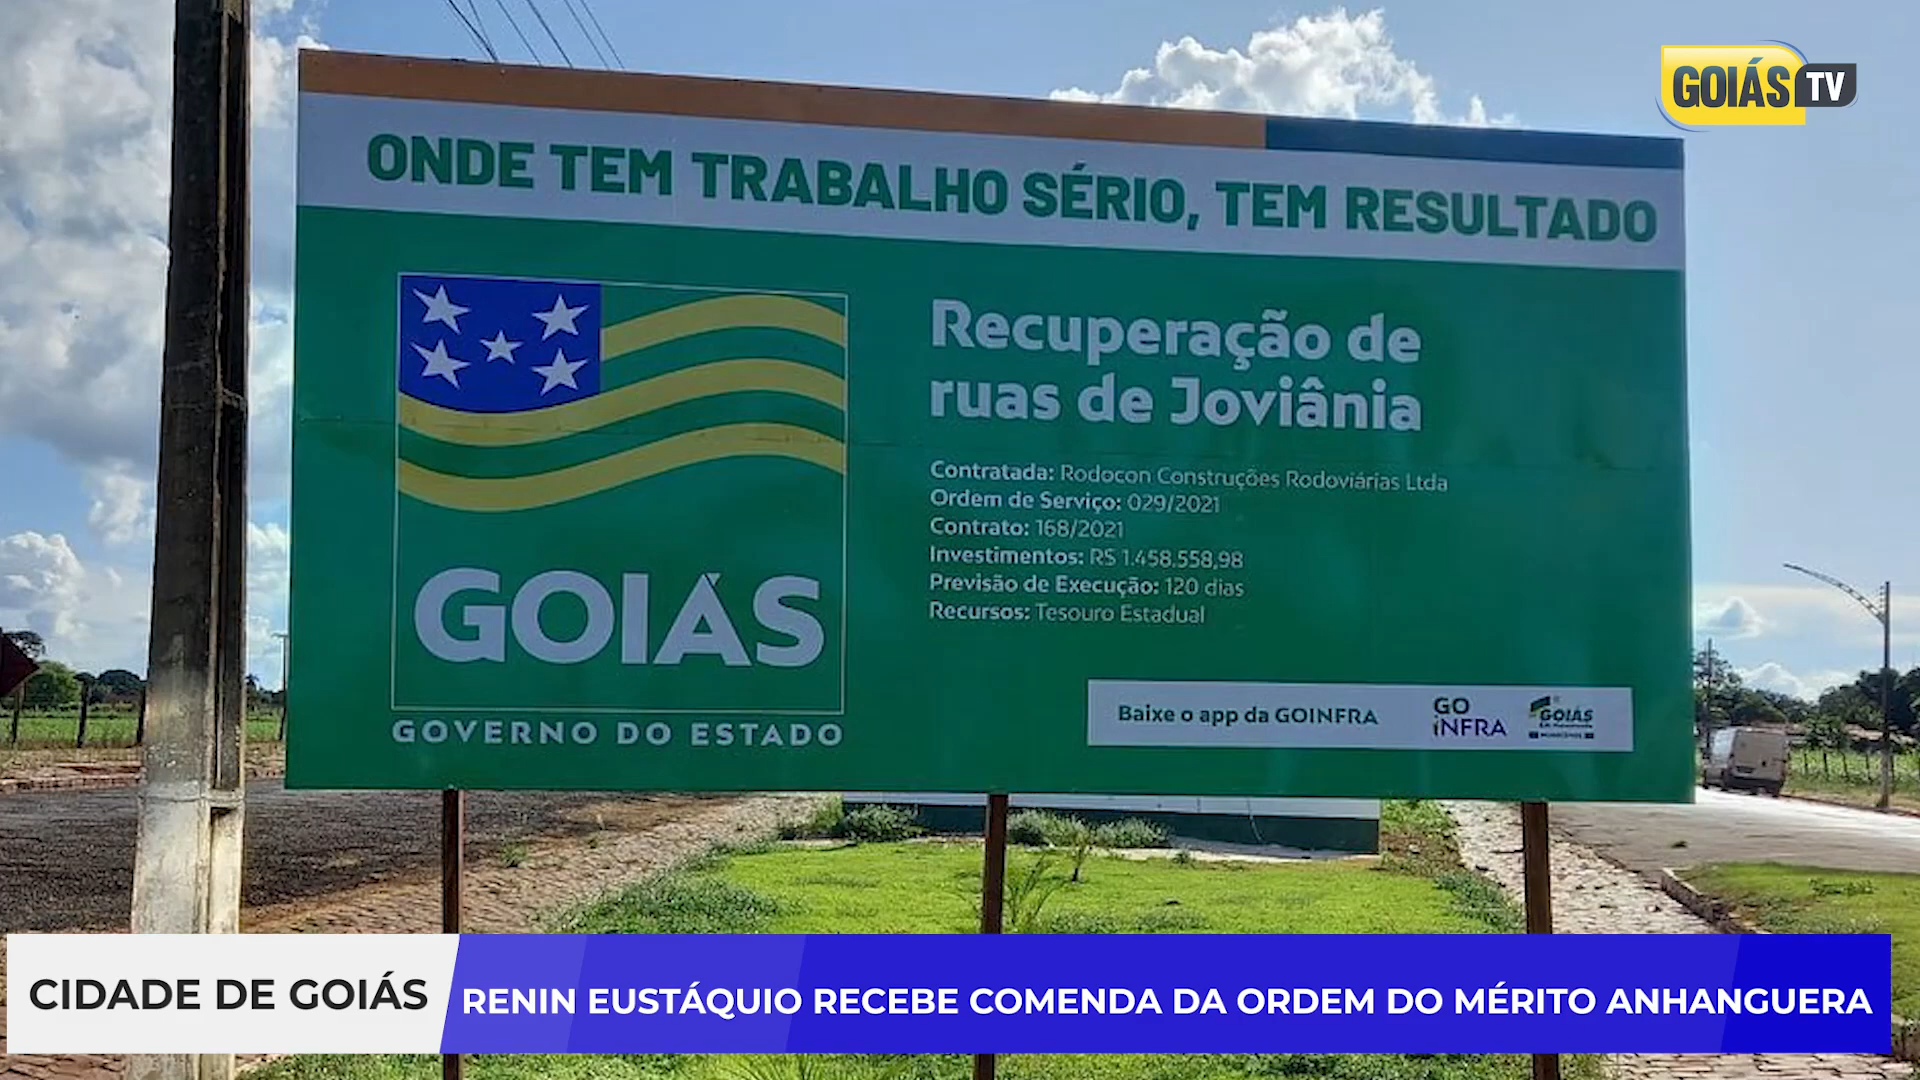 GOIÁS TV
ONDE TEM TRABALHO SÉRIO, TEM RESULTADO
Recuperação de
ruas de Joviânia
Contratada: Rodocon Construções Rodoviárias Ltda
Ordem de Serviço: 029/2021
Contrato: 168/2021
Investimentos: R$ 1.458.558,98
Previsão de Execução: 120 dias
Recursos: Tesouro Estadual
GOIÁS
GOVERNO DO ESTADO
Baixe o app da GOINFRA
GO
INFRA
GOIÁS
MUNICÍPIOS
CIDADE DE GOIÁS
RENIN EUSTÁQUIO RECEBE COMENDA DA ORDEM DO MÉRITO ANHANGUERA